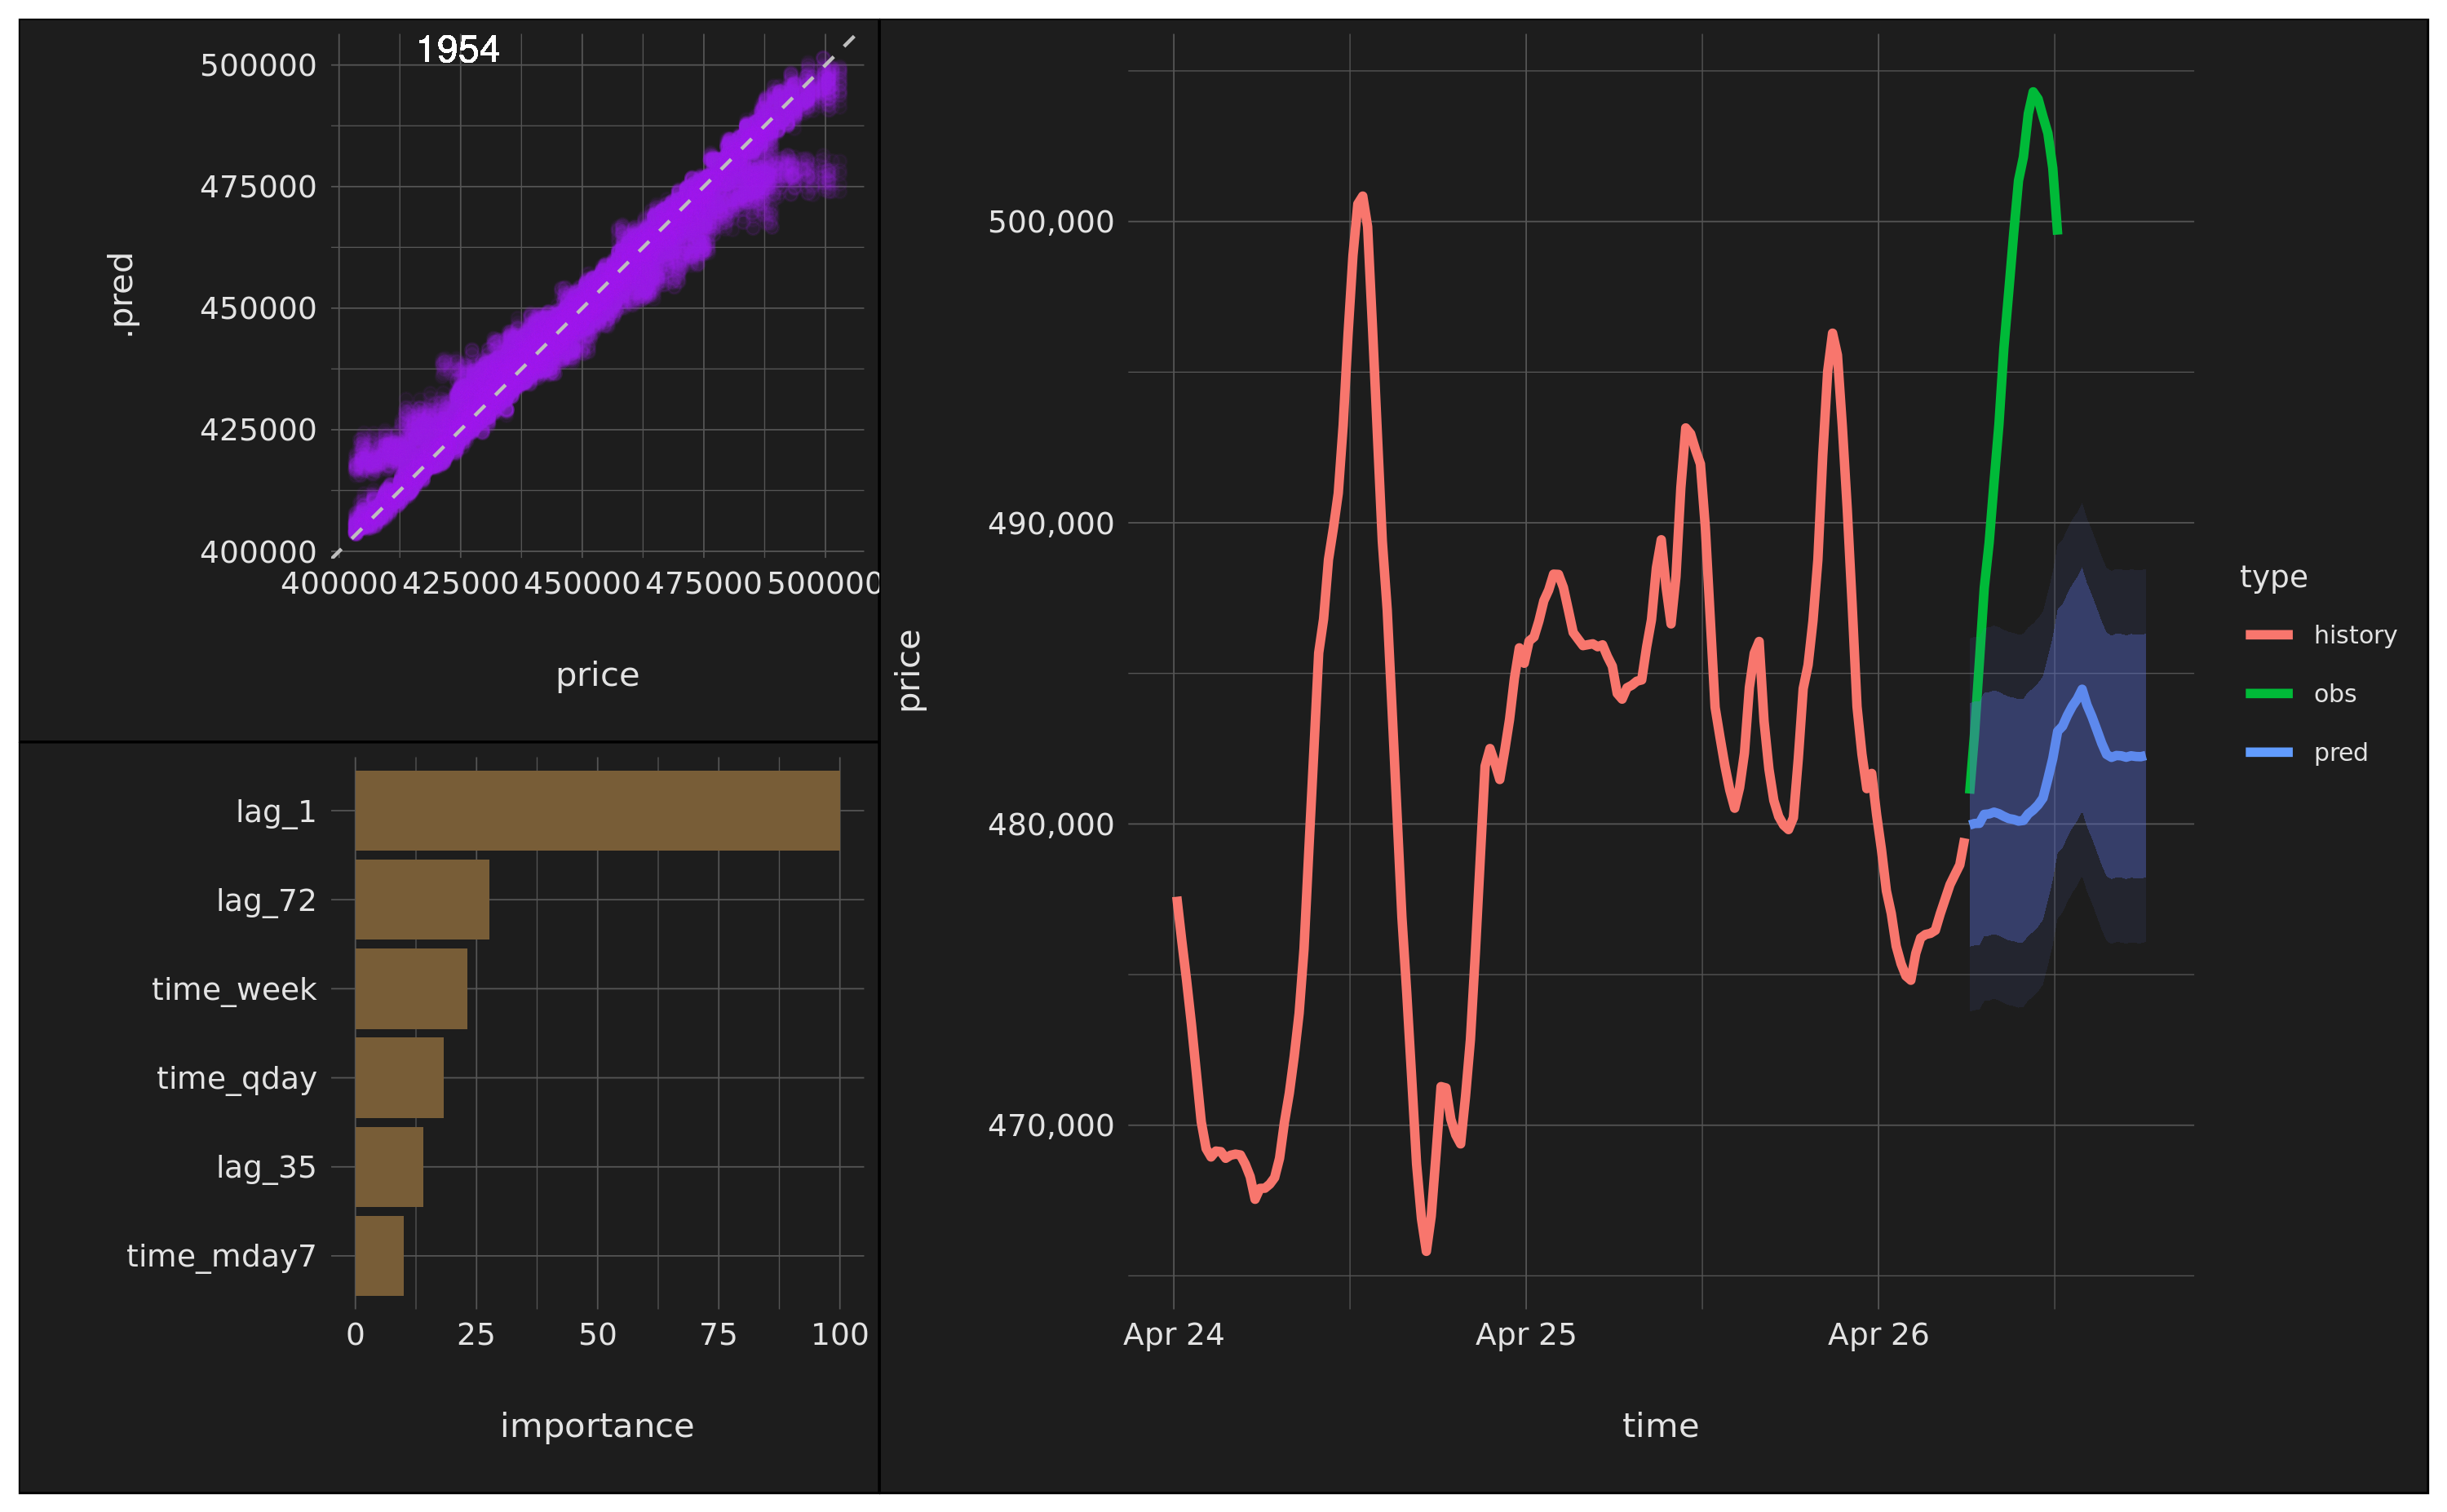 1954
500000
475000
450000
425000
400000
.pred
400000 425000 450000 475000 500000
price
lag_1
lag_72
time_week
time_qday
lag_35
time_mday7
0 25 50 75 100
importance
500,000
490,000
480,000
470,000
price
Apr 24 Apr 25 Apr 26
time
type
history
obs
pred